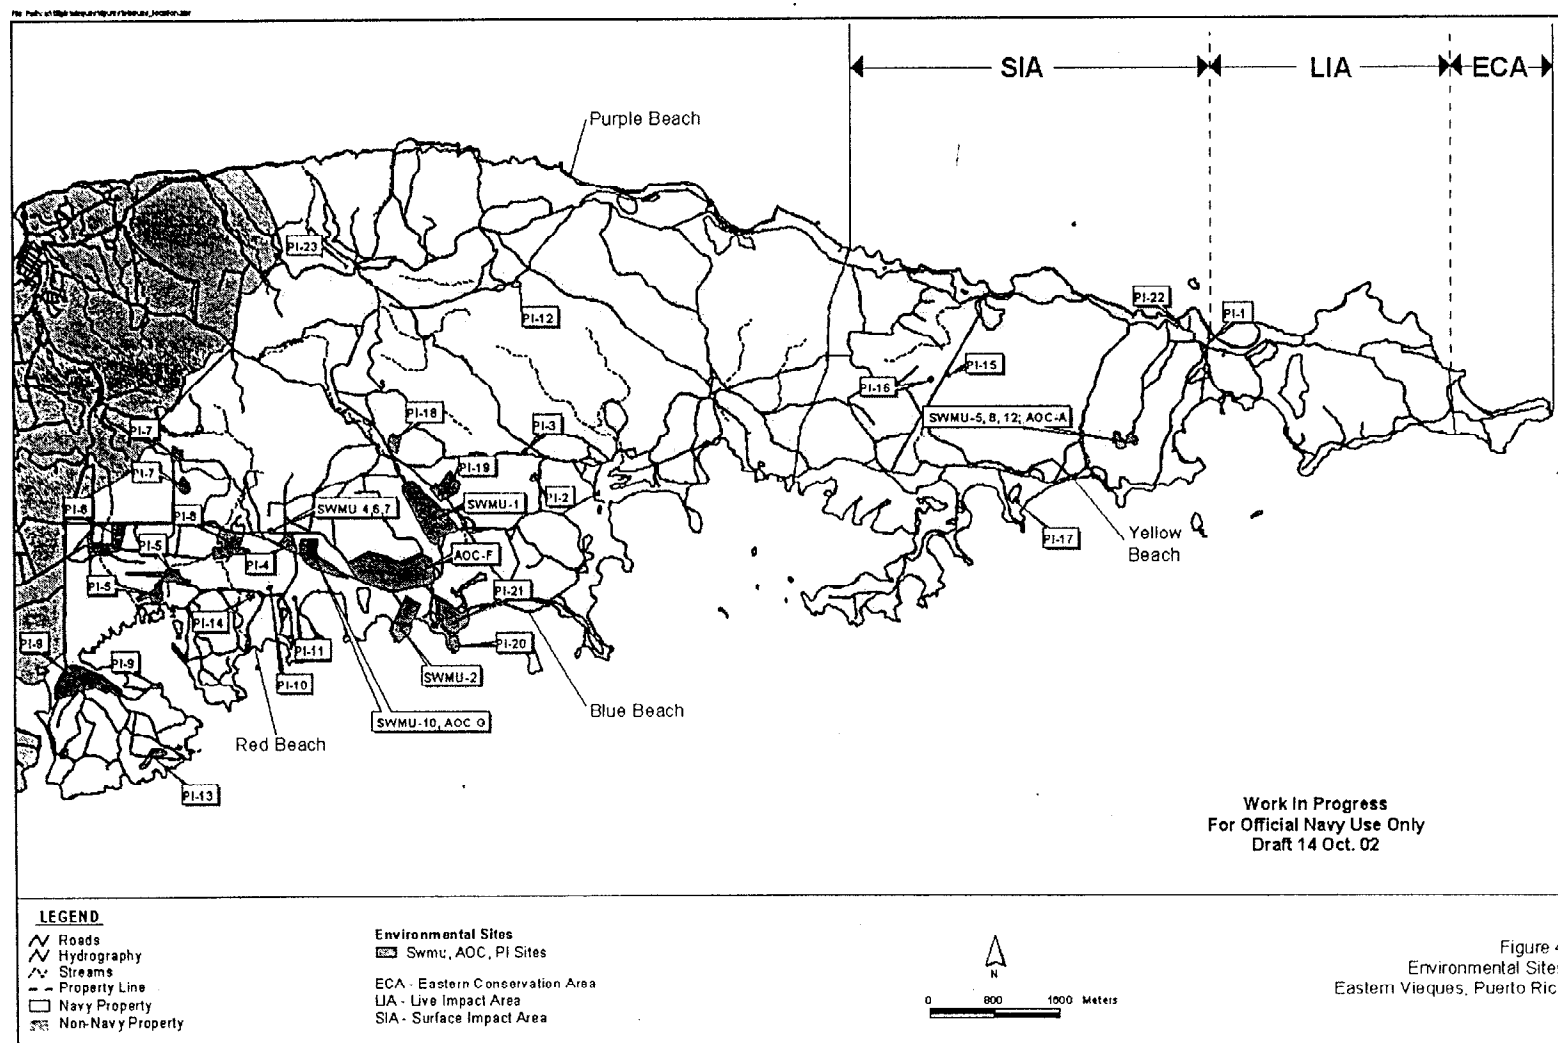 SIA
LIA
ECA
Purple Beach
PI-23
PI-12
PI-22
PI-1
PI-15
PI-16
SWMU-5, 8, 12; AOC-A
PI-18
PI-7
PI-3
PI-19
PI-7
PI-2
SWMU-1
SWMU 4,6,7
PI-6
PI-17
Yellow
Beach
PI-5
AOC-F
PI-4
PI-5
PI-21
PI-14
PI-20
PI-11
PI-9
SWMU-2
PI-10
Blue Beach
SWMU-10, AOC G
Red Beach
PI-13
Work In Progress
For Official Navy Use Only
Draft 14 Oct. 02
LEGEND
Roads
Hydrography
Streams
Property Line
Navy Property
Non-Navy Property
Environmental Sites
Swmu, AOC, PI Sites
ECA - Eastern Conservation Area
LIA - Live Impact Area
SIA - Surface Impact Area
N
0 800 1600 Meters
Figure 4
Environmental Sites
Eastern Vieques, Puerto Ric